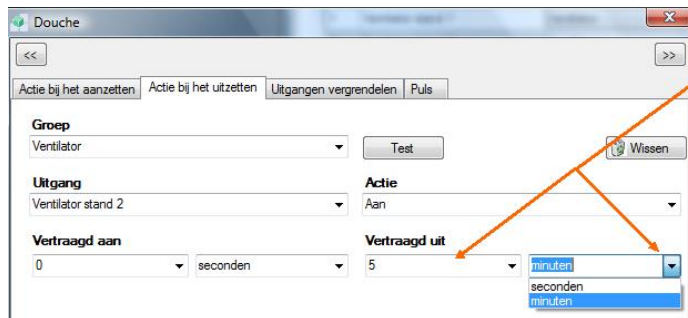 Douche
<< >>
Actie bij het aanzetten Actie bij het uitzetten Uitgangen vergrendelen Puls
Groep
Ventilator Test Wissen
Uitgang Actie
Ventilator stand 2 Aan
Vertraagd aan Vertraagd uit
0 seconden 5 minuten
seconden
minuten